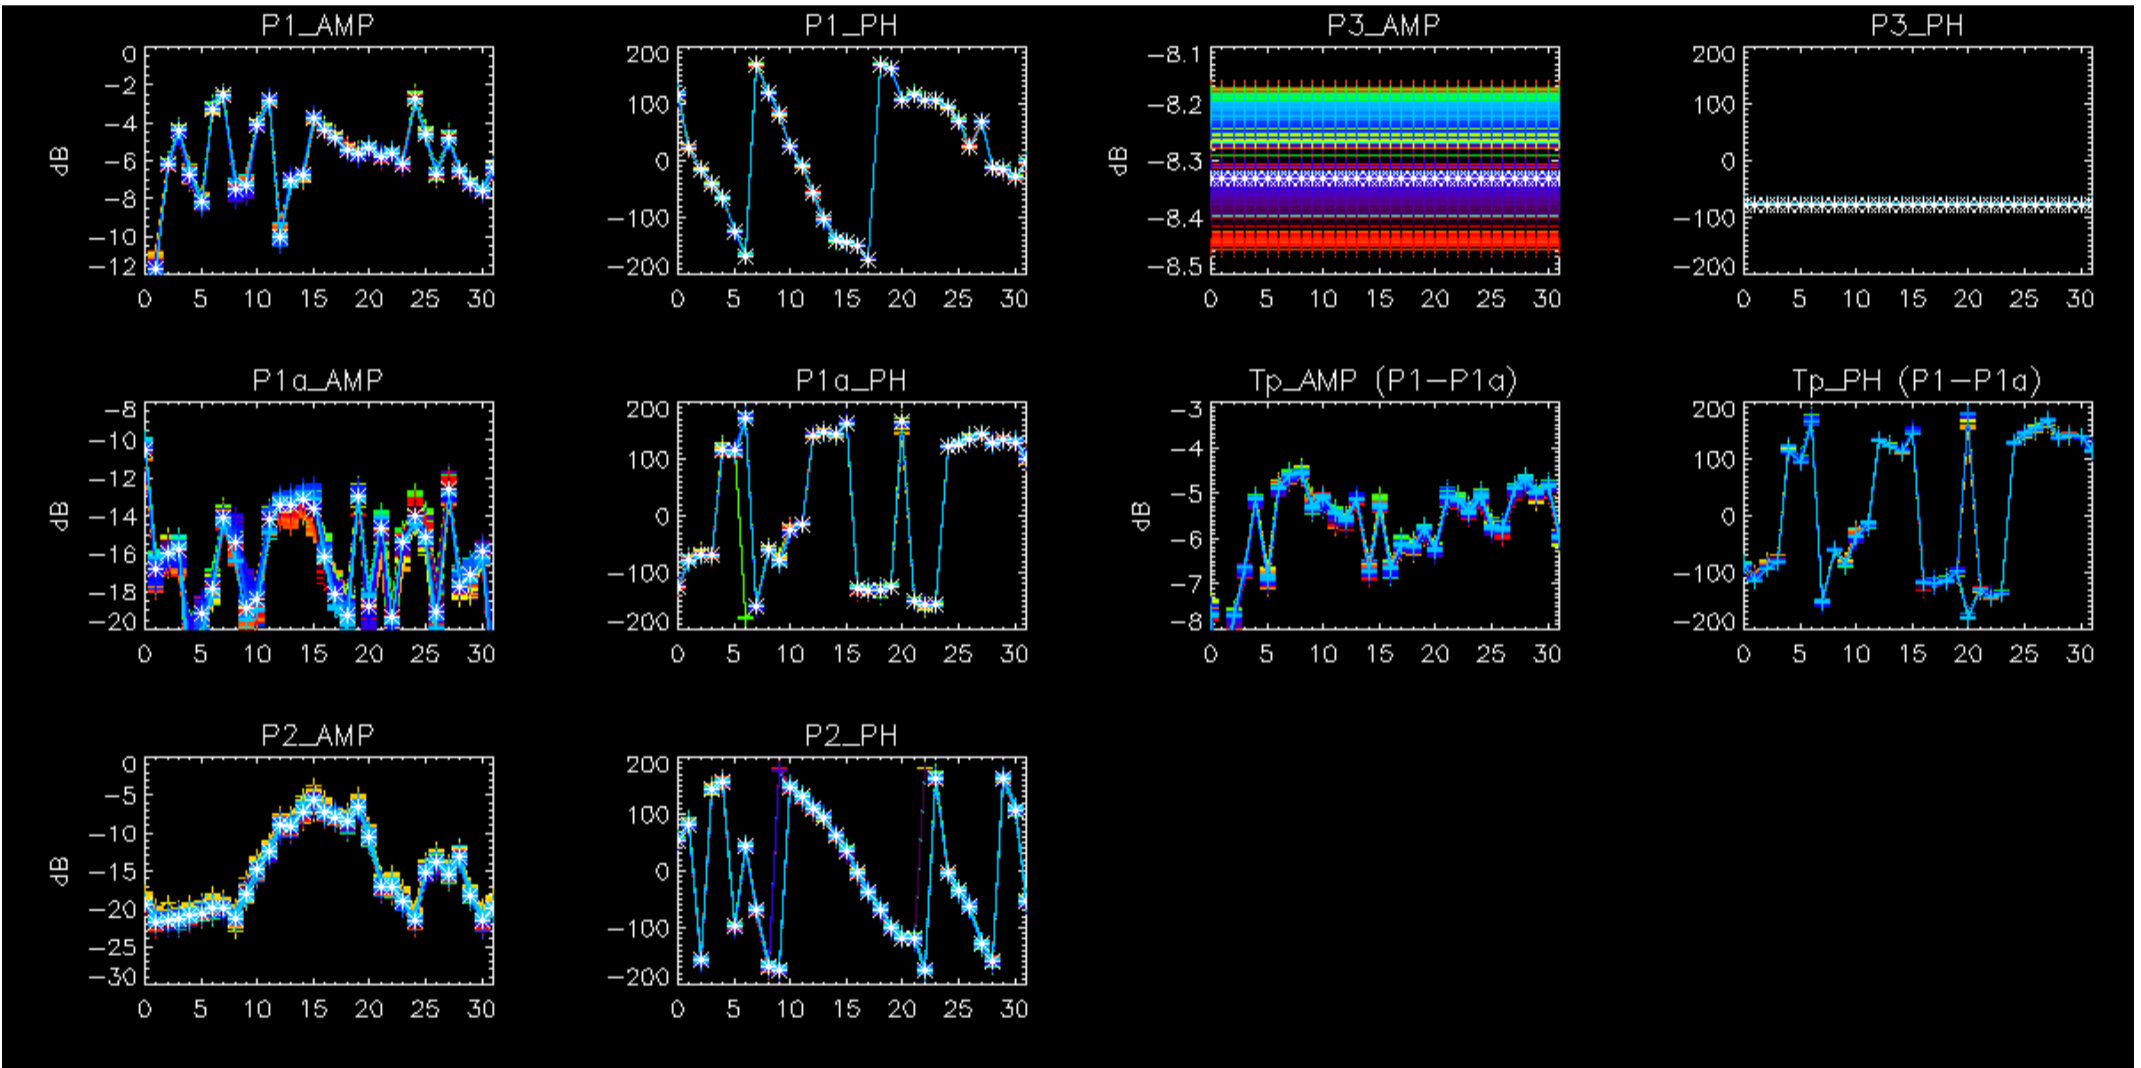 P1_AMP
0
−2
−4
−6
−8
−10
−12
dB
0 5 10 15 20 25 30
P1_PH
200
100
0
−100
−200
0 5 10 15 20 25 30
P3_AMP
−8.1
−8.2
−8.3
−8.4
−8.5
dB
0 5 10 15 20 25 30
P3_PH
200
100
0
−100
−200
0 5 10 15 20 25 30
P1a_AMP
−8
−10
−12
−14
−16
−18
−20
dB
0 5 10 15 20 25 30
P1a_PH
200
100
0
−100
−200
0 5 10 15 20 25 30
Tp_AMP (P1−P1a)
−3
−4
−5
−6
−7
−8
dB
0 5 10 15 20 25 30
Tp_PH (P1−P1a)
200
100
0
−100
−200
0 5 10 15 20 25 30
P2_AMP
0
−5
−10
−15
−20
−25
−30
dB
0 5 10 15 20 25 30
P2_PH
200
100
0
−100
−200
0 5 10 15 20 25 30